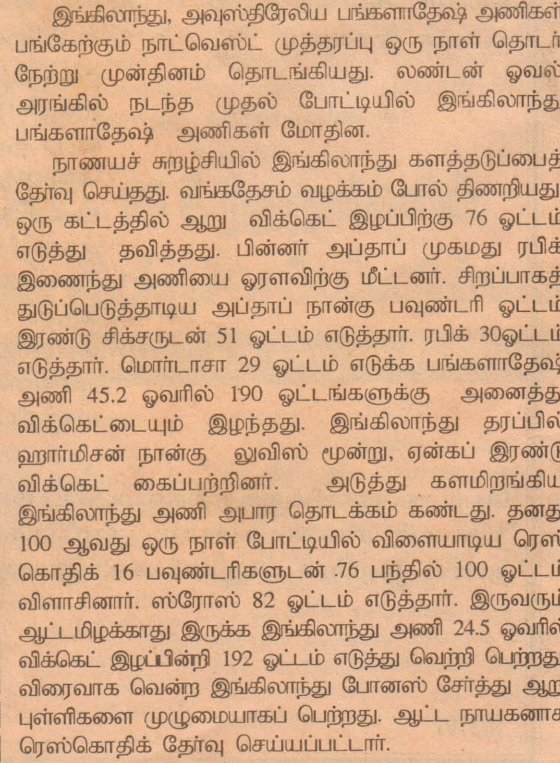 இங்கிலாந்து, அவுஸ்திரேலிய பங்களாதேஷ் அணிகள்
பங்கேற்கும் நாட்வெஸ்ட் முத்தரப்பு ஒரு நாள் தொடர்
நேற்று முன்தினம் தொடங்கியது. லண்டன் ஓவல்
அரங்கில் நடந்த முதல் போட்டியில் இங்கிலாந்து
பங்களாதேஷ் அணிகள் மோதின.
நாணயச் சுறழ்சியில் இங்கிலாந்து களத்தடுப்பைத்
தேர்வு செய்தது. வங்கதேசம் வழக்கம் போல் திணறியது
ஒரு கட்டத்தில் ஆறு விக்கெட் இழப்பிற்கு 76 ஓட்டம்
எடுத்து தவித்தது. பின்னர் அப்தாப் முகமது ரபிக்
இணைந்து அணியை ஓரளவிற்கு மீட்டனர். சிறப்பாகத்
துடுப்பெடுத்தாடிய அப்தாப் நான்கு பவுண்டரி ஓட்டம்
இரண்டு சிக்சருடன் 51 ஓட்டம் எடுத்தார். ரபிக் 30ஓட்டம்
எடுத்தார். மொர்டாசா 29 ஓட்டம் எடுக்க பங்களாதேஷ்
அணி 45.2 ஓவரில் 190 ஓட்டங்களுக்கு அனைத்து
விக்கெட்டையும் இழந்தது. இங்கிலாந்து தரப்பில்
ஹார்மிசன் நான்கு லுவிஸ் மூன்று, ஏன்கப் இரண்டு
விக்கெட் கைப்பற்றினர். அடுத்து களமிறங்கிய
இங்கிலாந்து அணி அபார தொடக்கம் கண்டது. தனது
100 ஆவது ஒரு நாள் போட்டியில் விளையாடிய ரெஸ்
கொதிக் 16 பவுண்டரிகளுடன் .76 பந்தில் 100 ஓட்டம்
விளாசினார். ஸ்ரோஸ் 82 ஓட்டம் எடுத்தார். இருவரும்
ஆட்டமிழக்காது இருக்க இங்கிலாந்து அணி 24.5 ஓவரில்
விக்கெட் இழப்பின்றி 192 ஓட்டம் எடுத்து வெற்றி பெற்றது
விரைவாக வென்ற இங்கிலாந்து போனஸ் சேர்த்து ஆறு
புள்ளிகளை முழுமையாகப் பெற்றது. ஆட்ட நாயகனாக
ரெஸ்கொதிக் தேர்வு செய்யப்பட்டார்.